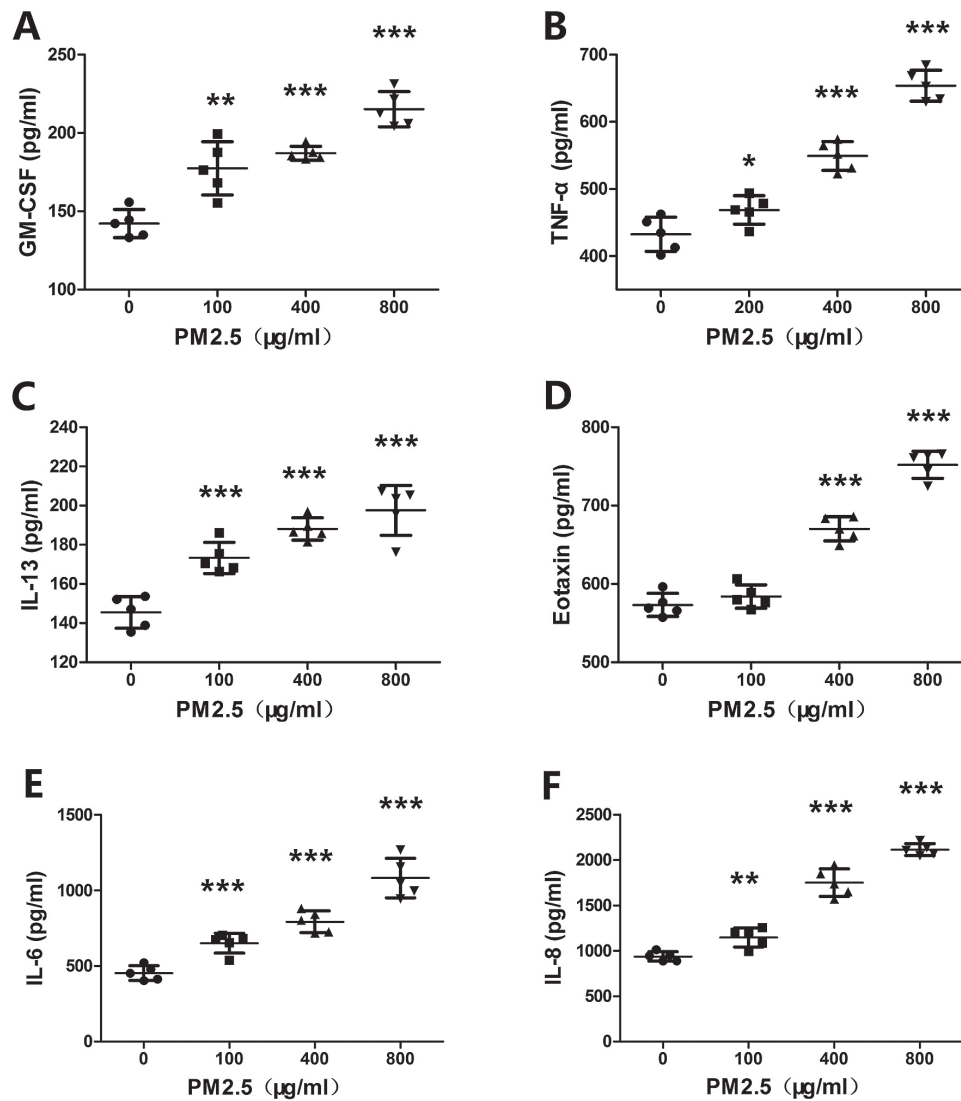 A
GM-CSF (pg/ml)
250
200
150
100
**
***
***
0 100 400 800
PM2.5（μg/ml）
B
TNF-α (pg/ml)
700
600
500
400
*
***
***
0 200 400 800
PM2.5（μg/ml）
C
IL-13 (pg/ml)
240
220
200
180
160
140
120
***
***
***
0 100 400 800
PM2.5（μg/ml）
D
Eotaxin (pg/ml)
800
700
600
500
***
***
0 100 400 800
PM2.5（μg/ml）
E
IL-6 (pg/ml)
1500
1000
500
0
***
***
***
0 100 400 800
PM2.5（μg/ml）
F
IL-8 (pg/ml)
2500
2000
1500
1000
500
0
**
***
***
0 100 400 800
PM2.5（μg/ml）